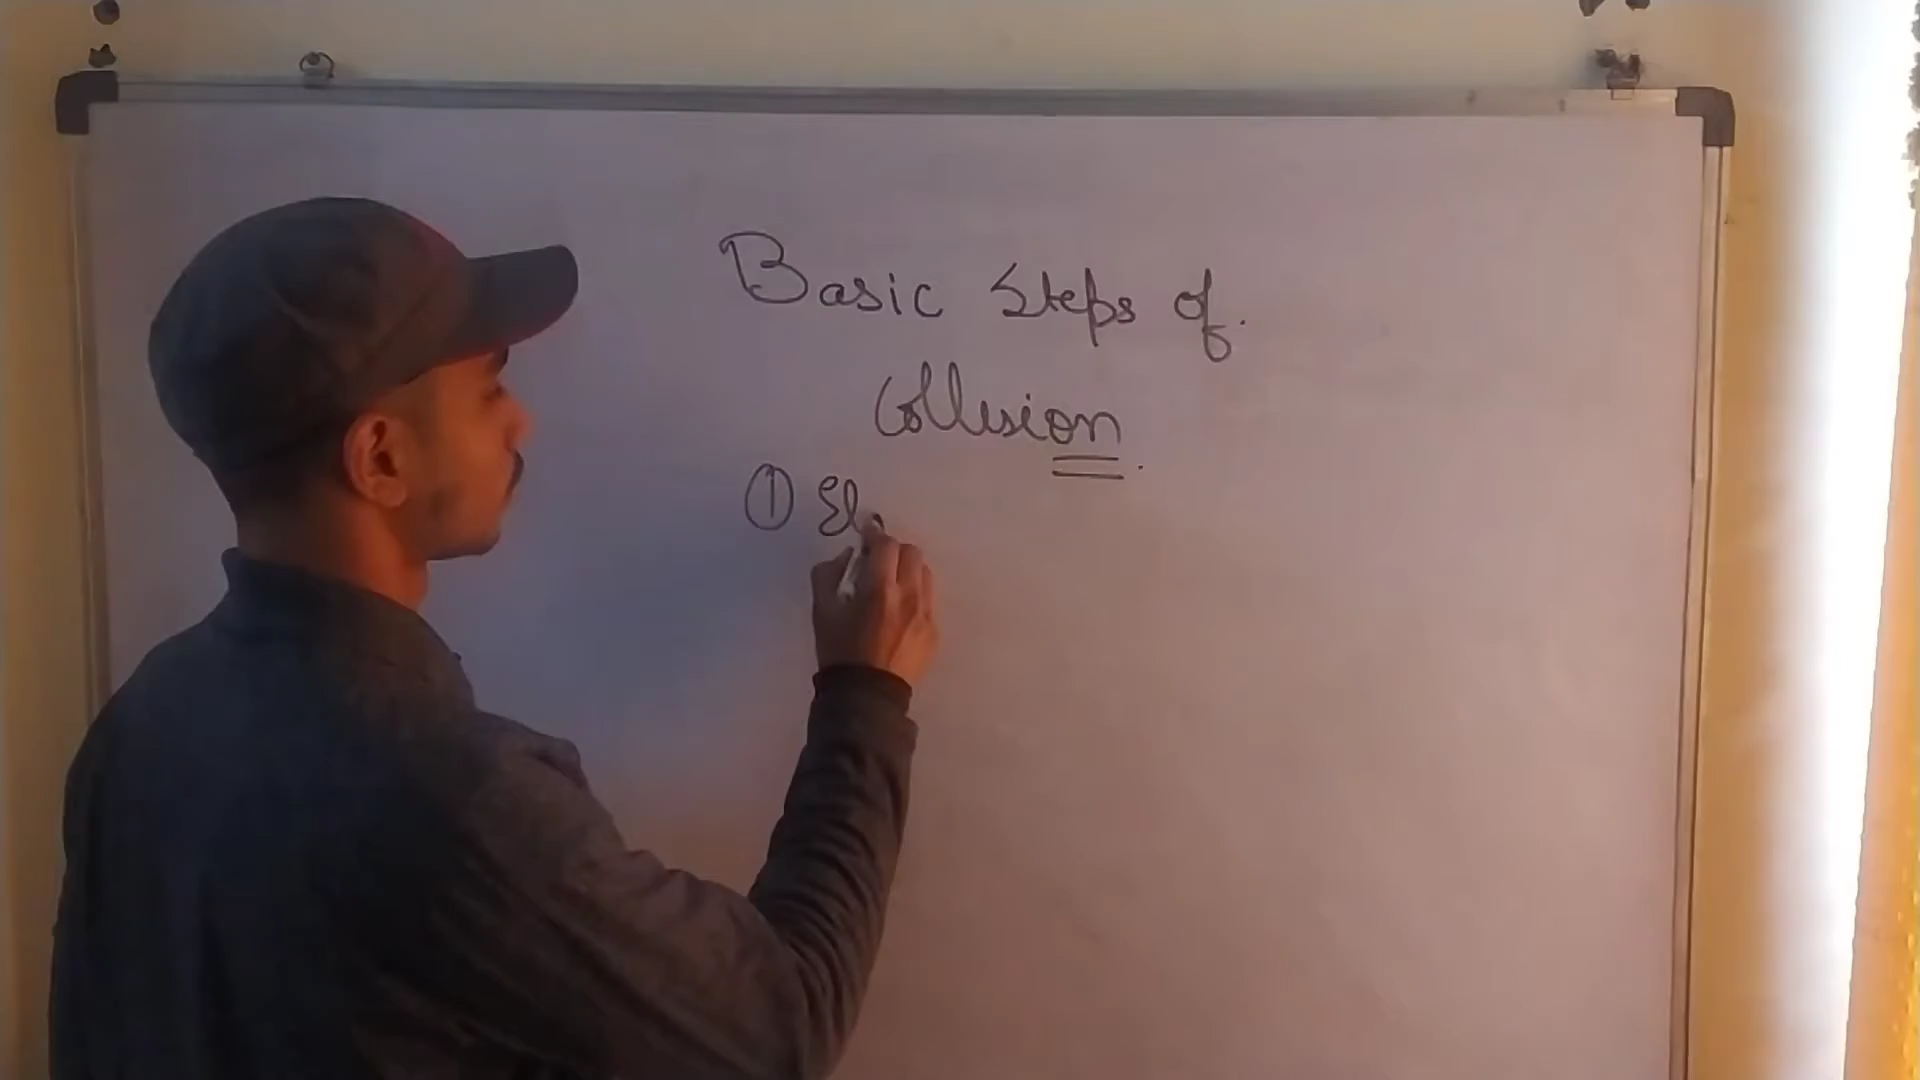 Basic Steps of.
Collision.
① El